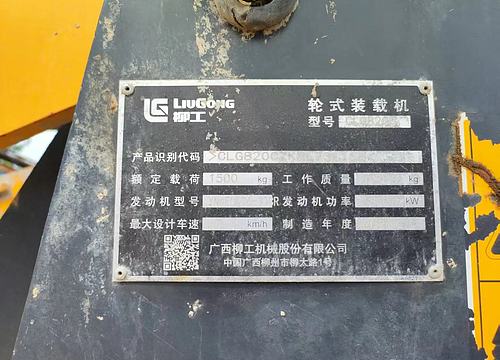 LiuGong
柳工
轮式装载机
型号
产品识别代码
额定载荷 1500 kg 工作质量 kg
发动机型号 发动机功率 kW
最大设计车速 km/h 制造年度
广西柳工机械股份有限公司
中国广西柳州市柳太路1号